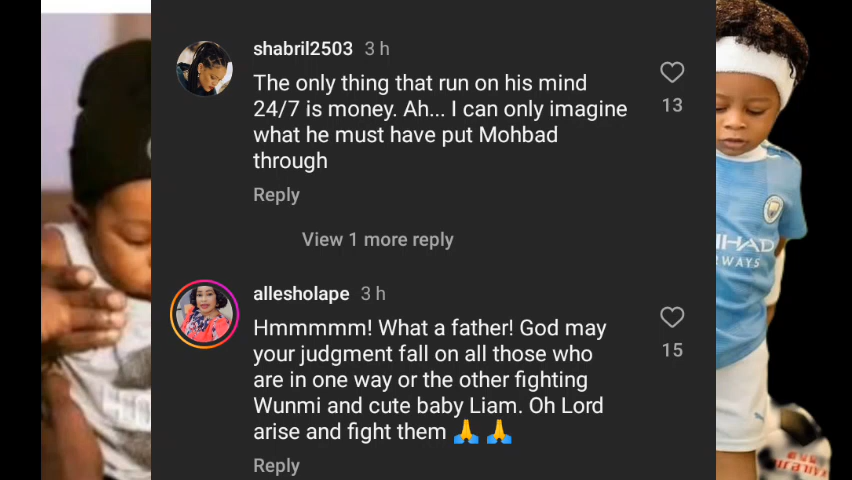 shabril2503 3 h
The only thing that run on his mind
24/7 is money. Ah... I can only imagine
what he must have put Mohbad
through
13
Reply
View 1 more reply
allesholape 3 h
Hmmmmm! What a father! God may
your judgment fall on all those who
are in one way or the other fighting
Wunmi and cute baby Liam. Oh Lord
arise and fight them 🙏 🙏
15
Reply